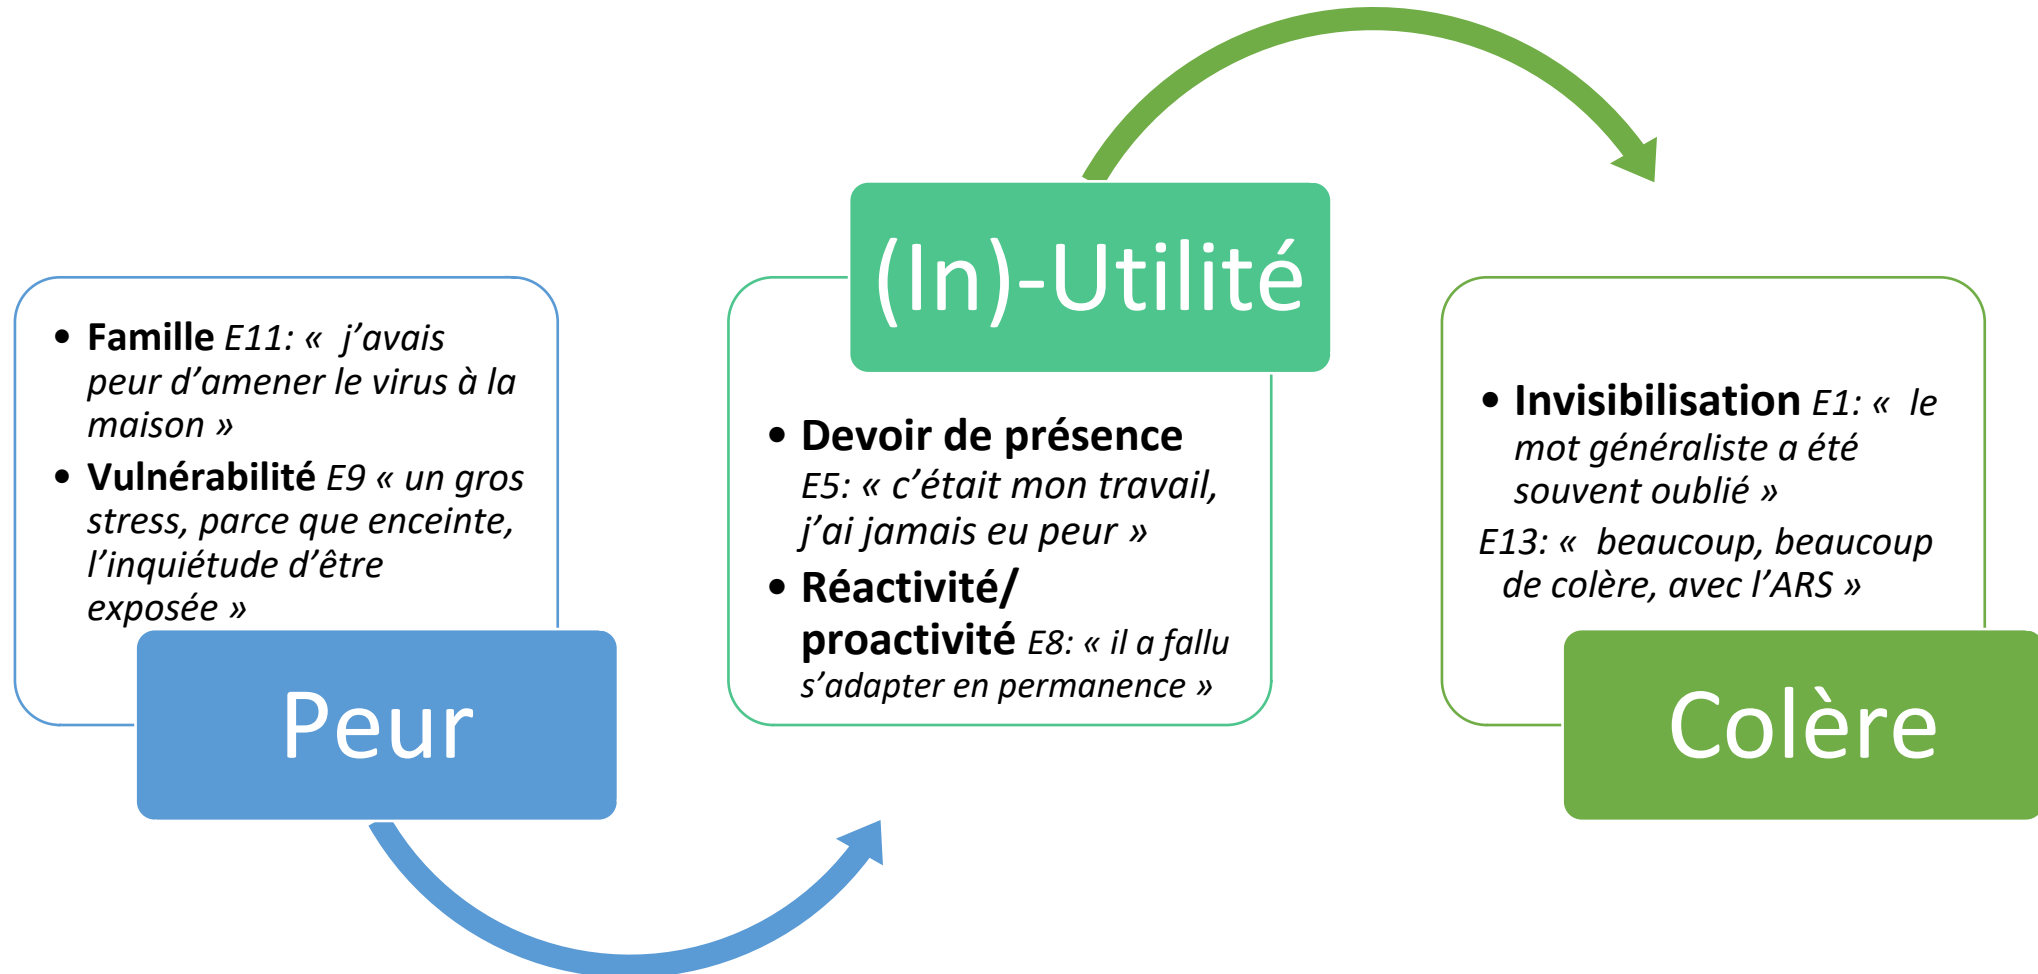 • Famille E11: «  j’avais
peur d’amener le virus à la
maison »
• Vulnérabilité E9 « un gros
stress, parce que enceinte,
l’inquiétude d’être
exposée »
Peur
(In)-Utilité
• Devoir de présence
E5: « c’était mon travail,
j’ai jamais eu peur »
• Réactivité/
proactivité E8: « il a fallu
s’adapter en permanence »
• Invisibilisation E1: «  le
mot généraliste a été
souvent oublié »
E13: «  beaucoup, beaucoup
de colère, avec l’ARS »
Colère